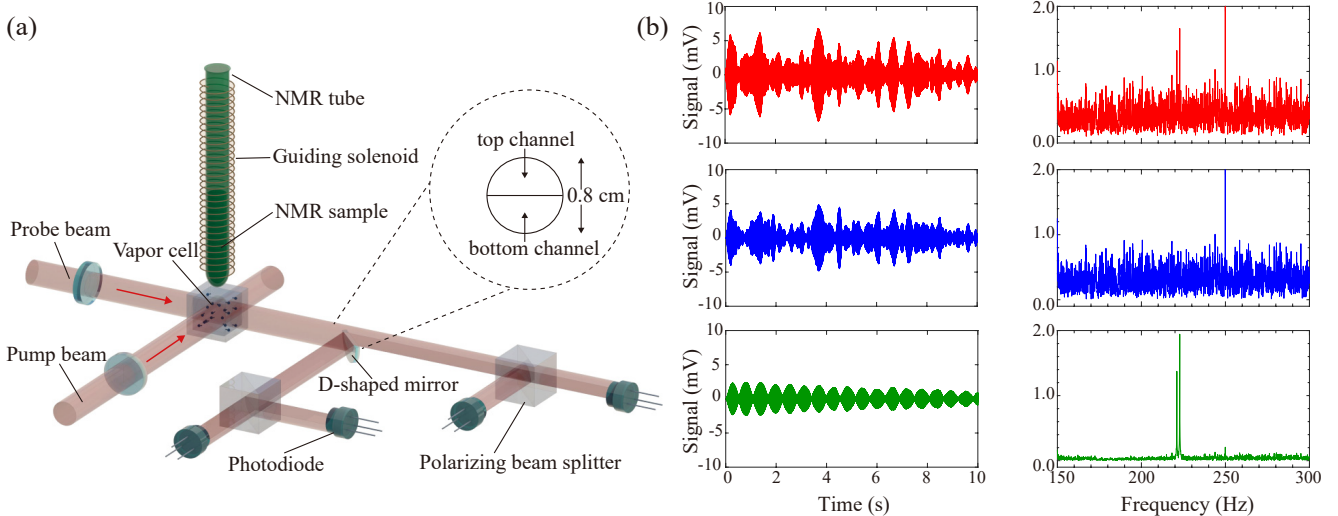 (a)
NMR tube
Guiding solenoid
NMR sample
Probe beam
Vapor cell
Pump beam
top channel
0.8 cm
bottom channel
D-shaped mirror
Photodiode
Polarizing beam splitter
(b)
Signal (mV)
10
5
0
-5
-10
2.0
1.0
0.0
Signal (mV)
10
5
0
-5
-10
2.0
1.0
0.0
Signal (mV)
10
5
0
-5
-10
0 2 4 6 8 10
Time (s)
2.0
1.0
0.0
150 200 250 300
Frequency (Hz)